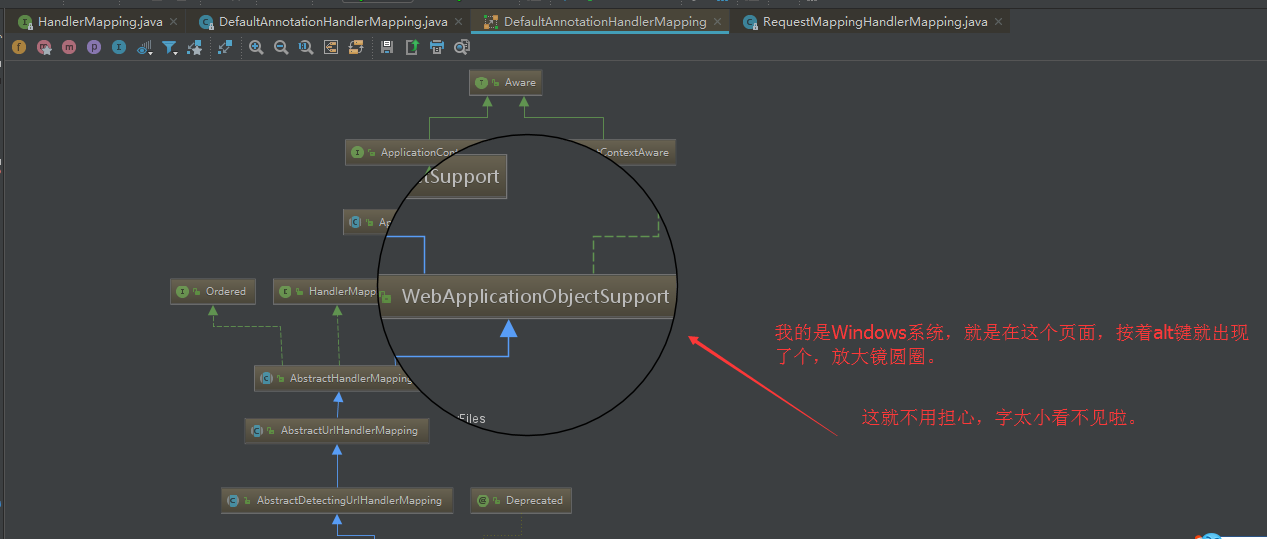 HandlerMapping.java
DefaultAnnotationHandlerMapping.java
DefaultAnnotationHandlerMapping
RequestMappingHandlerMapping.java
Aware
ApplicationCont
tContextAware
tSupport
Ap
Ordered
HandlerMapp
WebApplicationObjectSupport
我的是Windows系统，就是在这个页面，按着alt键就出现
了个，放大镜圆圈。
AbstractHandlerMapping
这就不用担心，字太小看不见啦。
Files
AbstractUrlHandlerMapping
AbstractDetectingUrlHandlerMapping
Deprecated